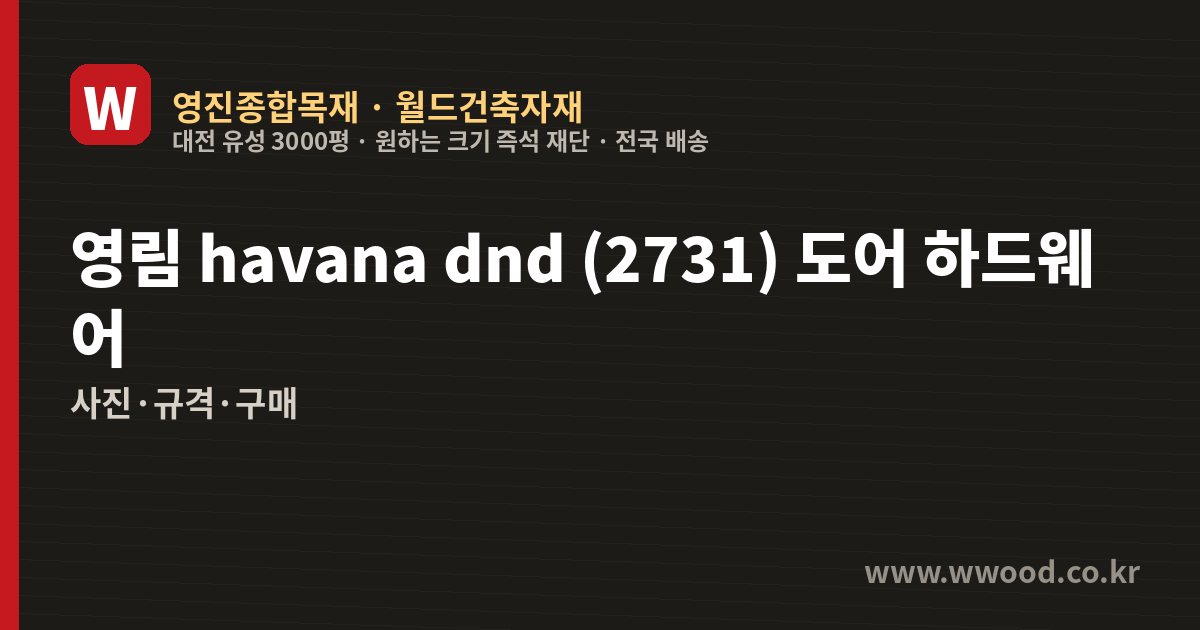 W
영진종합목재 · 월드건축자재
대전 유성 3000평 · 원하는 크기 즉석 재단 · 전국 배송
영림 havana dnd (2731) 도어 하드웨
어
사진·규격·구매
www.wwood.co.kr